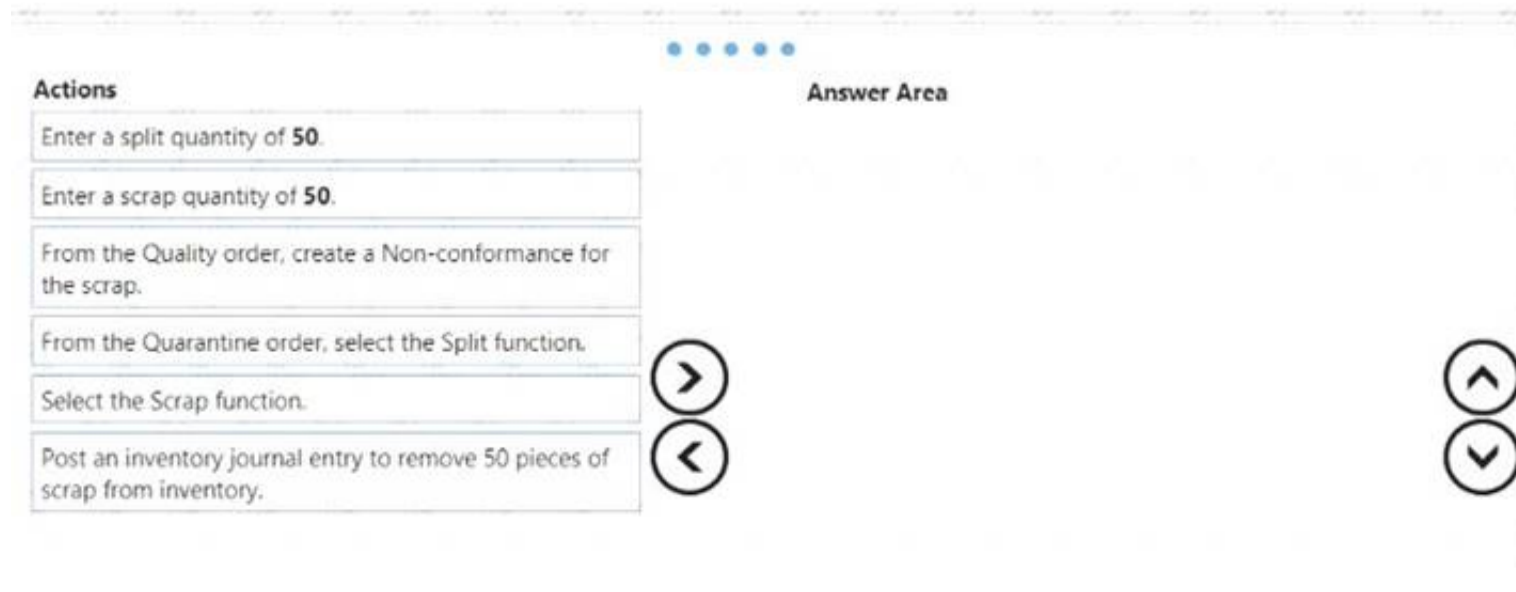 Actions
Answer Area
Enter a split quantity of 50.
Enter a scrap quantity of 50.
From the Quality order, create a Non-conformance for
the scrap.
From the Quarantine order, select the Split function.
Select the Scrap function.
Post an inventory journal entry to remove 50 pieces of
scrap from inventory.